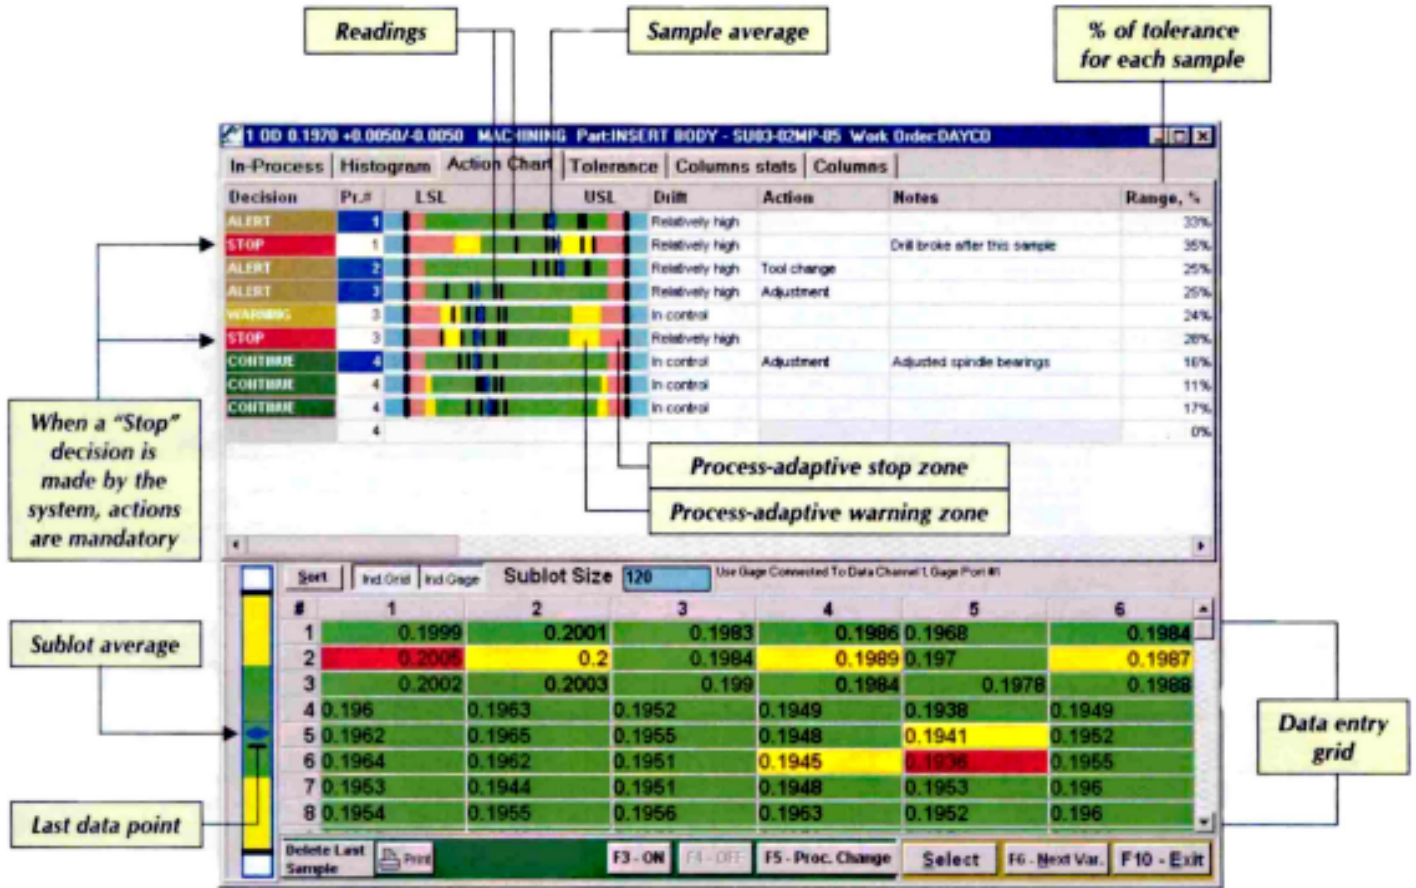 Readings
Sample average
% of tolerance
for each sample
1 OD 0.1970 +0.0050/-0.0050 MACHINING Part:INSERT BODY - SU03-02MP-05 Work Order:DAYCO
In-Process Histogram Action Chart Tolerance Columns stats Columns
Decision Pr.# LSL USL Drift Action Notes Range, %
ALERT 1 Relatively high 33%
STOP 1 Relatively high Drill broke after this sample 35%
ALERT 2 Relatively high Tool change 25%
ALERT 3 Relatively high Adjustment 25%
WARNING 3 In control 24%
STOP 3 Relatively high 26%
CONTINUE 4 In control Adjustment Adjusted spindle bearings 16%
CONTINUE 4 In control 11%
CONTINUE 4 In control 17%
4 0%
When a "Stop"
decision is
made by the
system, actions
are mandatory
Process-adaptive stop zone
Process-adaptive warning zone
Sort Ind.Grid Ind.Gage Sublot Size 120 Use Gage Connected To Data Channel 1, Gage Port #1
# 1 2 3 4 5 6
1 0.1999 0.2001 0.1983 0.1986 0.1968 0.1984
2 0.2005 0.2 0.1984 0.1989 0.197 0.1987
3 0.2002 0.2003 0.199 0.1984 0.1978 0.1988
4 0.196 0.1963 0.1952 0.1949 0.1938 0.1949
5 0.1962 0.1965 0.1955 0.1948 0.1941 0.1952
6 0.1964 0.1962 0.1951 0.1945 0.1936 0.1955
7 0.1953 0.1944 0.1951 0.1948 0.1953 0.196
8 0.1954 0.1955 0.1956 0.1963 0.1952 0.196
Sublot average
Data entry
grid
Last data point
Delete Last
Sample
Print F3 - ON F4 - OFF F5 - Proc. Change Select F6 - Next Var. F10 - Exit